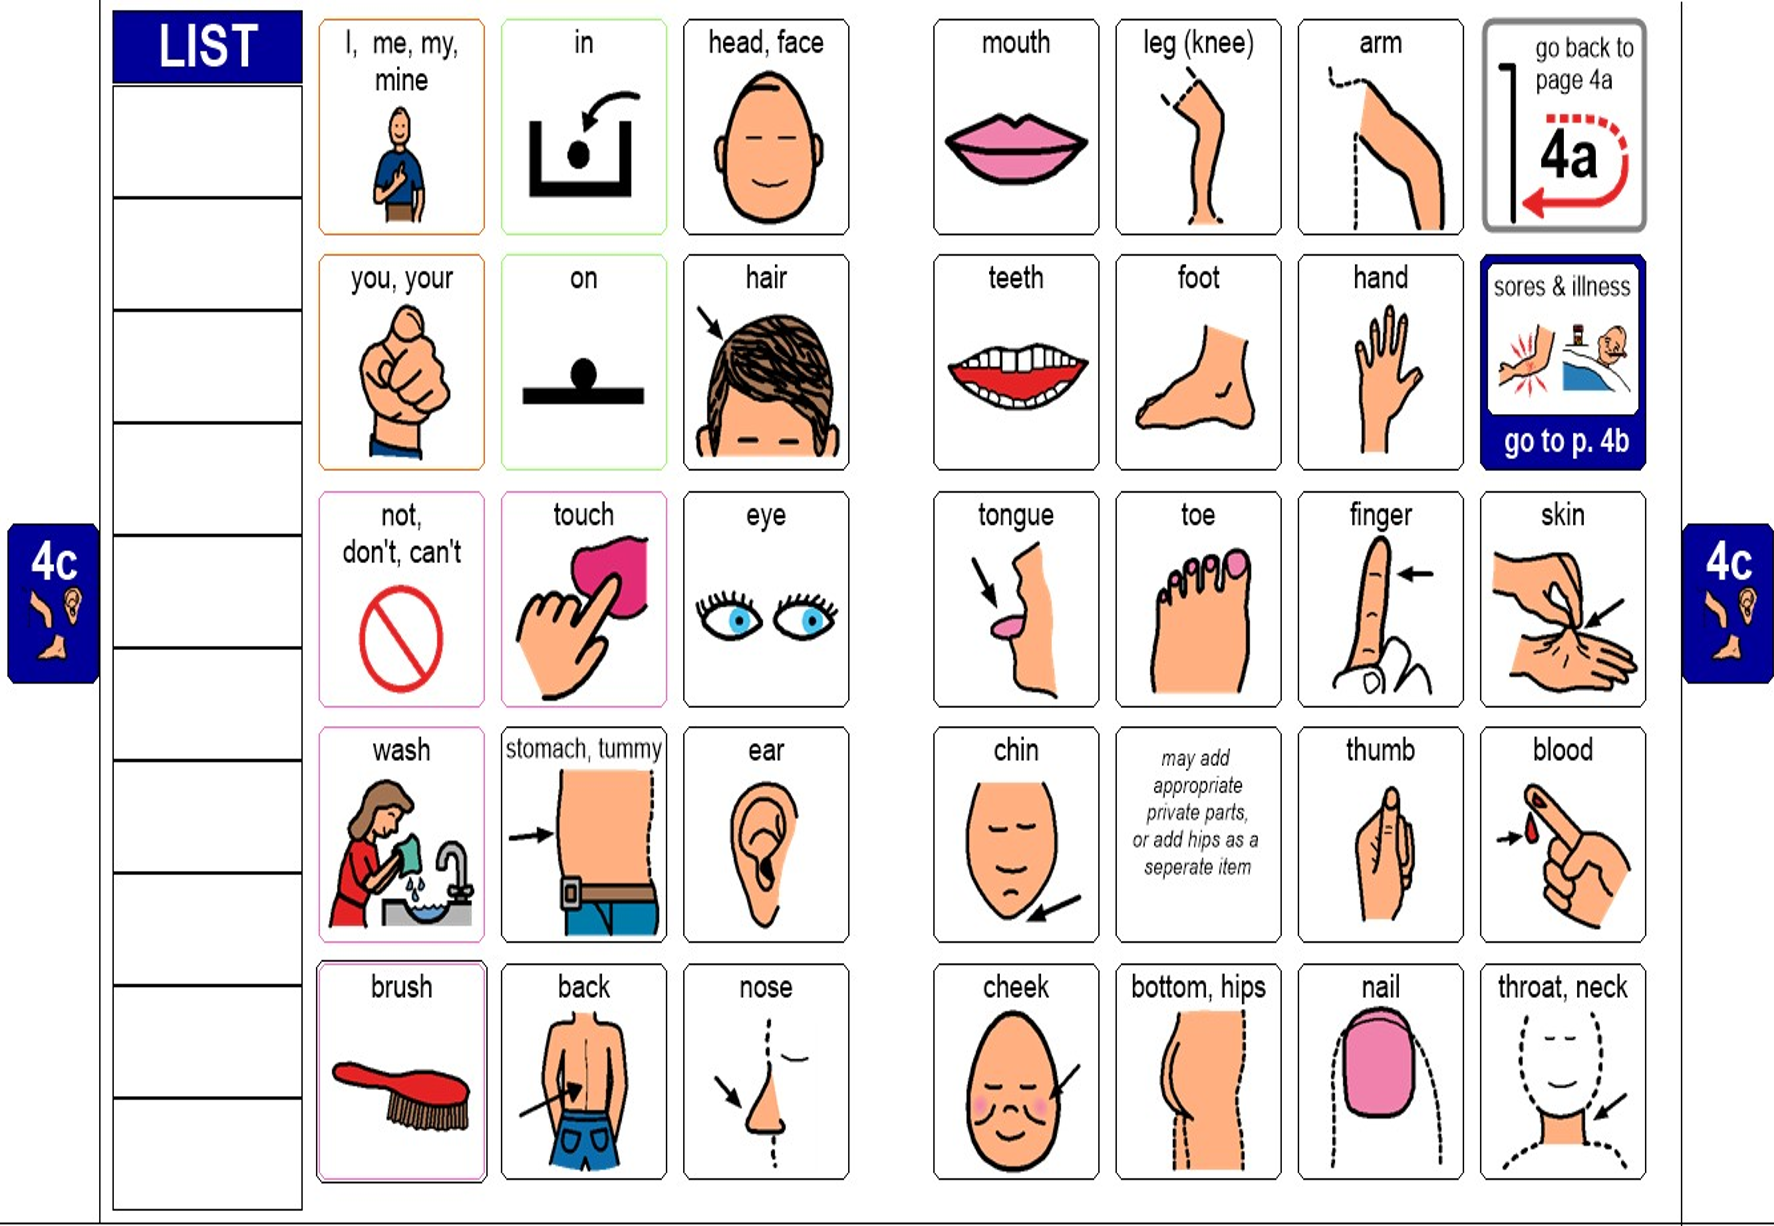 LIST
I, me, my,
mine
in
head, face
mouth
leg (knee)
arm
go back to
page 4a
4a
you, your
on
hair
teeth
foot
hand
sores & illness
go to p. 4b
4c
not,
don't, can't
touch
eye
tongue
toe
finger
skin
4c
wash
stomach, tummy
ear
chin
may add
appropriate
private parts,
or add hips as a
seperate item
thumb
blood
brush
back
nose
cheek
bottom, hips
nail
throat, neck